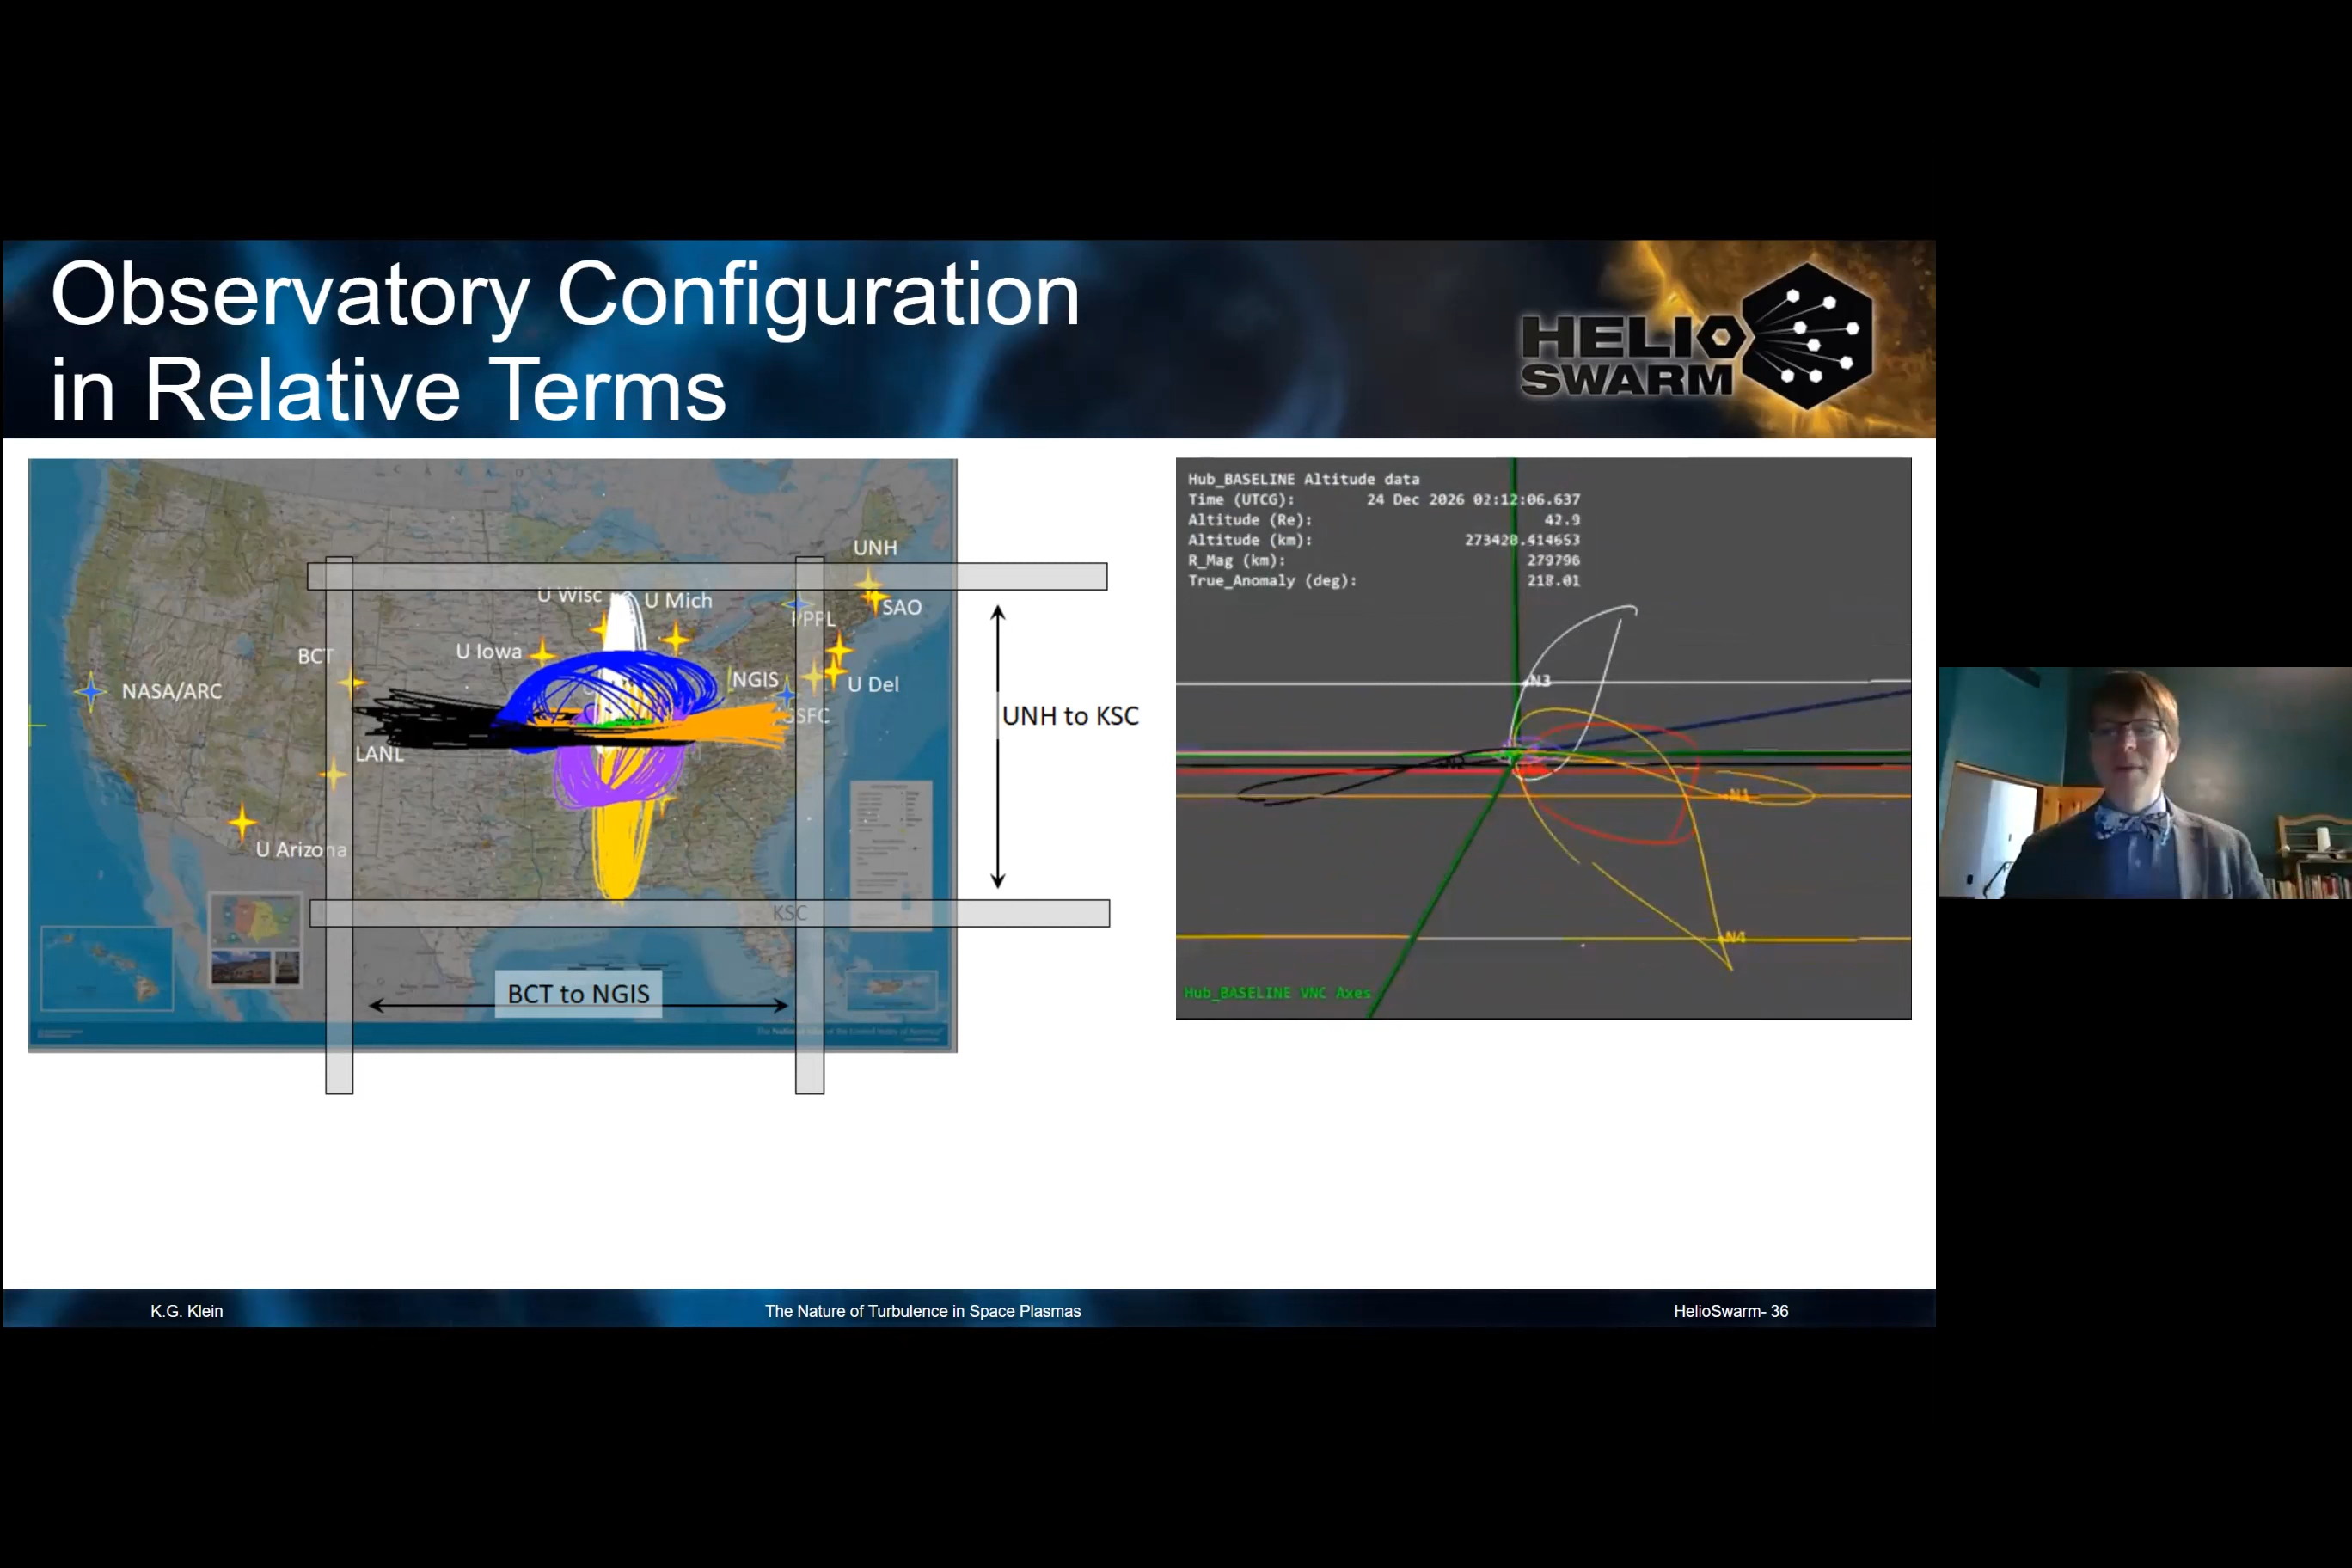 Observatory Configuration
in Relative Terms
HELIO
SWARM
UNH
U Wisc
U Mich
SAO
PPPL
BCT
U Iowa
NGIS
U Del
NASA/ARC
GSFC
UNH to KSC
LANL
U Arizona
KSC
BCT to NGIS
Hub_BASELINE Altitude data
Time (UTCG): 24 Dec 2026 02:12:06.637
Altitude (Re): 42.9
Altitude (km): 273420.414653
R_Mag (km): 279796
True_Anomaly (deg): 218.01
N3
N1
N4
Hub_BASELINE VNC Axes
K.G. Klein
The Nature of Turbulence in Space Plasmas
HelioSwarm- 36